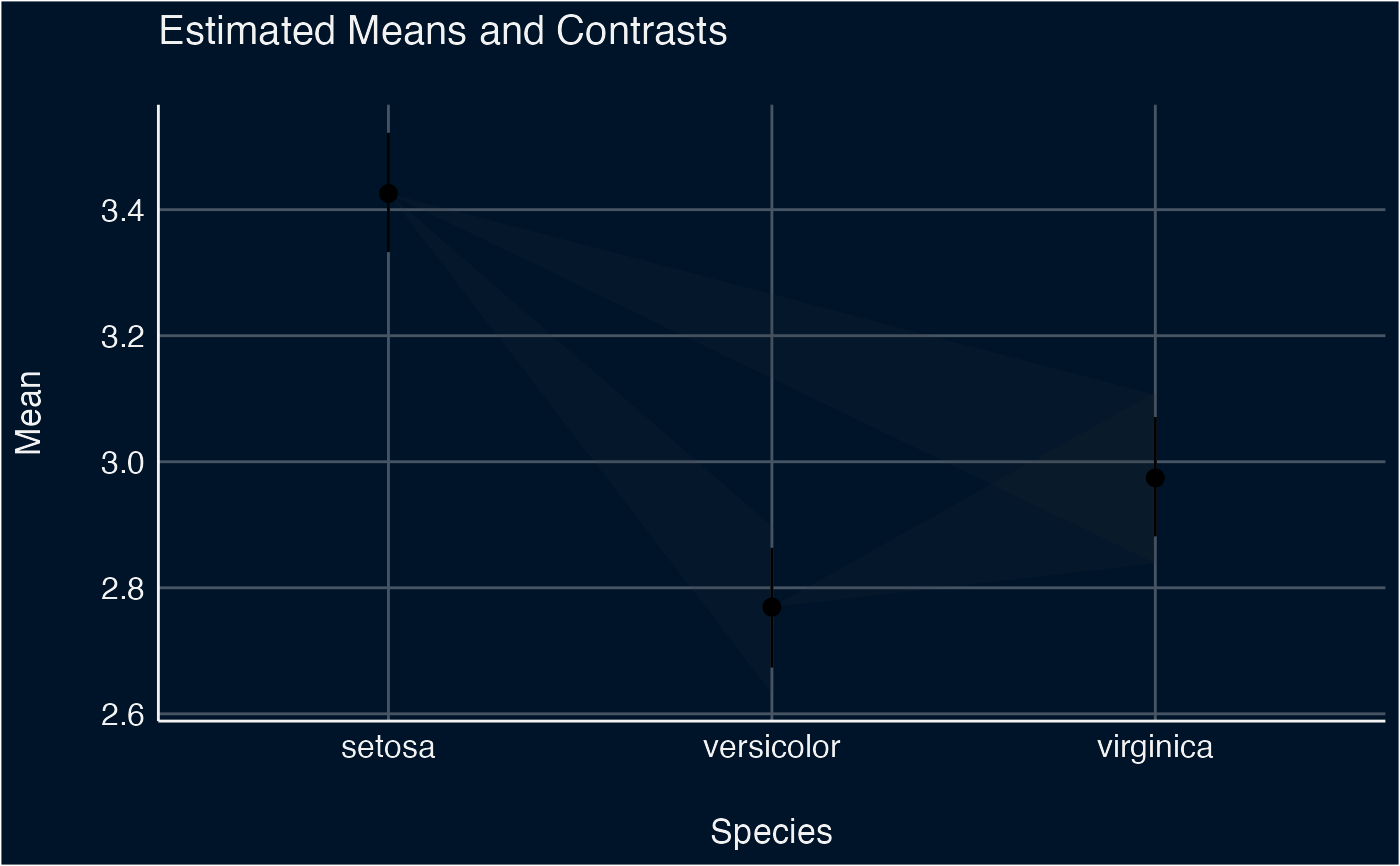 Estimated Means and Contrasts
Mean
3.4
3.2
3.0
2.8
2.6
setosa versicolor virginica
Species